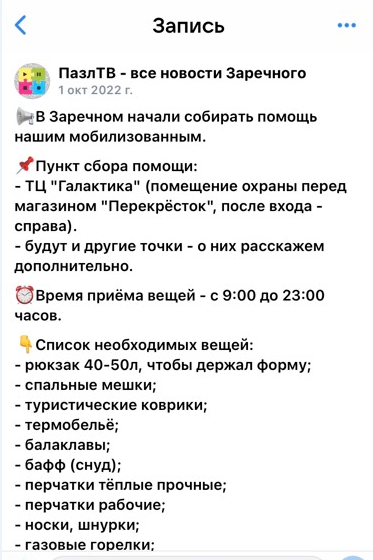 Запись
ПазлТВ - все новости Заречного
1 окт 2022 г.
📢В Заречном начали собирать помощь
нашим мобилизованным.
📌Пункт сбора помощи:
- ТЦ "Галактика" (помещение охраны перед
магазином "Перекрёсток", после входа -
справа).
- будут и другие точки - о них расскажем
дополнительно.
⏰Время приёма вещей - с 9:00 до 23:00
часов.
👇Список необходимых вещей:
- рюкзак 40-50л, чтобы держал форму;
- спальные мешки;
- туристические коврики;
- термобельё;
- балаклавы;
- бафф (снуд);
- перчатки тёплые прочные;
- перчатки рабочие;
- носки, шнурки;
- газовые горелки;